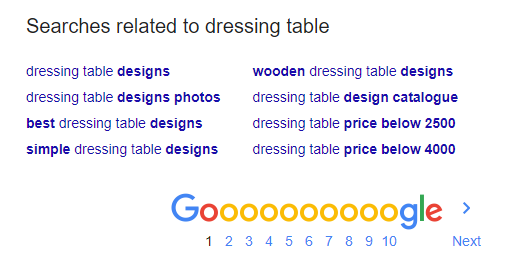 Searches related to dressing table
dressing table designs
dressing table designs photos
best dressing table designs
simple dressing table designs
wooden dressing table designs
dressing table design catalogue
dressing table price below 2500
dressing table price below 4000
Goooooooooogle >
1 2 3 4 5 6 7 8 9 10 Next